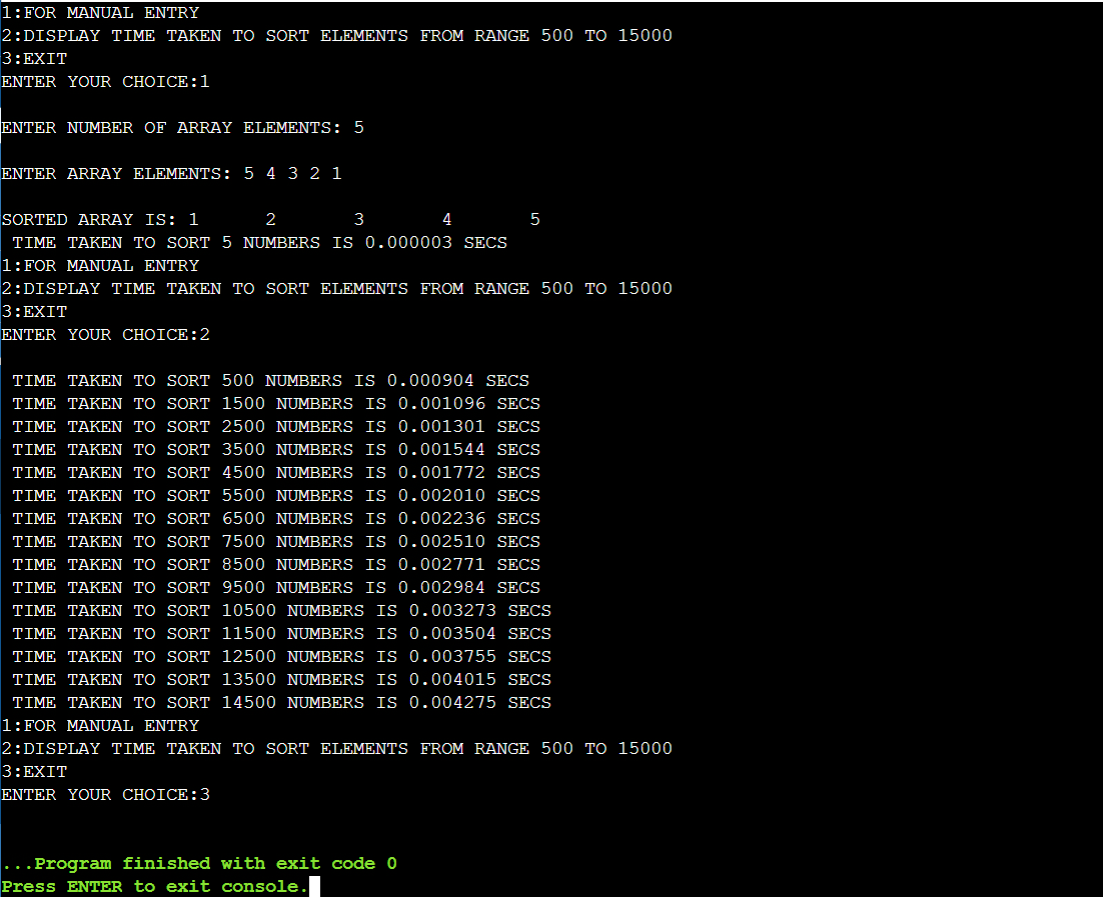 1:FOR MANUAL ENTRY
2:DISPLAY TIME TAKEN TO SORT ELEMENTS FROM RANGE 500 TO 15000
3:EXIT
ENTER YOUR CHOICE:1
ENTER NUMBER OF ARRAY ELEMENTS: 5
ENTER ARRAY ELEMENTS: 5 4 3 2 1
SORTED ARRAY IS: 1      2       3       4       5
 TIME TAKEN TO SORT 5 NUMBERS IS 0.000003 SECS
1:FOR MANUAL ENTRY
2:DISPLAY TIME TAKEN TO SORT ELEMENTS FROM RANGE 500 TO 15000
3:EXIT
ENTER YOUR CHOICE:2
 TIME TAKEN TO SORT 500 NUMBERS IS 0.000904 SECS
 TIME TAKEN TO SORT 1500 NUMBERS IS 0.001096 SECS
 TIME TAKEN TO SORT 2500 NUMBERS IS 0.001301 SECS
 TIME TAKEN TO SORT 3500 NUMBERS IS 0.001544 SECS
 TIME TAKEN TO SORT 4500 NUMBERS IS 0.001772 SECS
 TIME TAKEN TO SORT 5500 NUMBERS IS 0.002010 SECS
 TIME TAKEN TO SORT 6500 NUMBERS IS 0.002236 SECS
 TIME TAKEN TO SORT 7500 NUMBERS IS 0.002510 SECS
 TIME TAKEN TO SORT 8500 NUMBERS IS 0.002771 SECS
 TIME TAKEN TO SORT 9500 NUMBERS IS 0.002984 SECS
 TIME TAKEN TO SORT 10500 NUMBERS IS 0.003273 SECS
 TIME TAKEN TO SORT 11500 NUMBERS IS 0.003504 SECS
 TIME TAKEN TO SORT 12500 NUMBERS IS 0.003755 SECS
 TIME TAKEN TO SORT 13500 NUMBERS IS 0.004015 SECS
 TIME TAKEN TO SORT 14500 NUMBERS IS 0.004275 SECS
1:FOR MANUAL ENTRY
2:DISPLAY TIME TAKEN TO SORT ELEMENTS FROM RANGE 500 TO 15000
3:EXIT
ENTER YOUR CHOICE:3
...Program finished with exit code 0
Press ENTER to exit console.